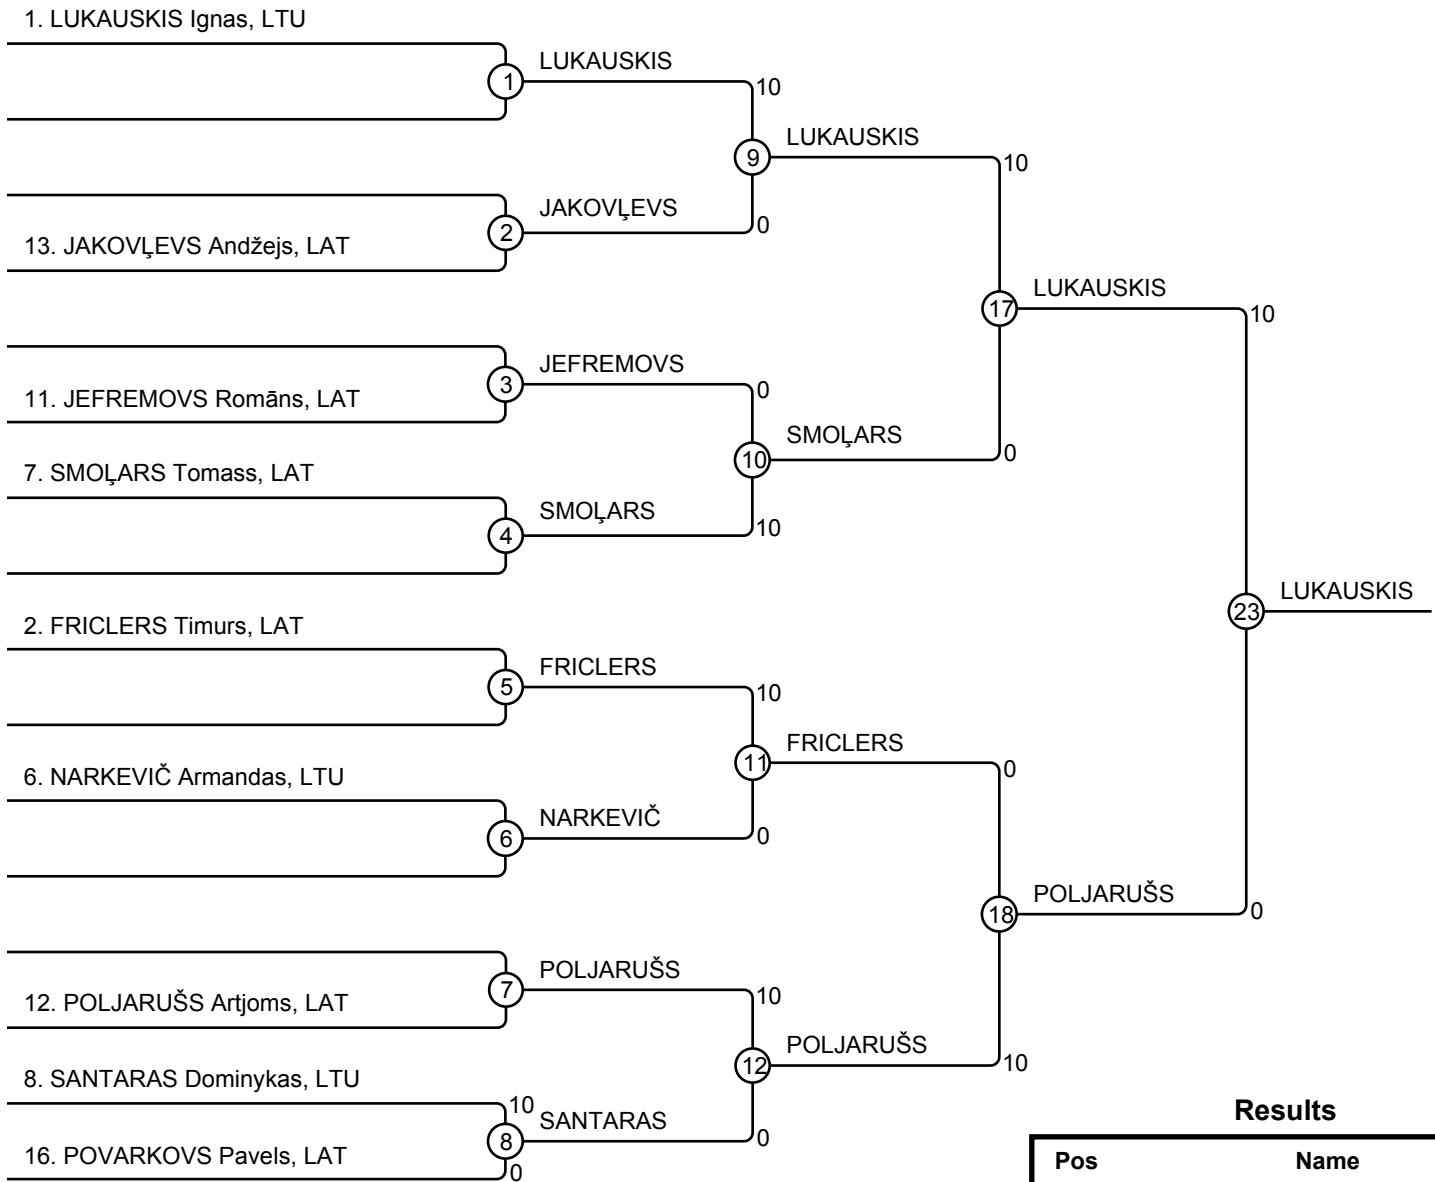 1. LUKAUSKIS Ignas, LTU
LUKAUSKIS
1
10
LUKAUSKIS
9
10
JAKOVĻEVS
2
0
13. JAKOVĻEVS Andžejs, LAT
LUKAUSKIS
17
10
JEFREMOVS
3
0
11. JEFREMOVS Romāns, LAT
SMOĻARS
10
0
7. SMOĻARS Tomass, LAT
SMOĻARS
4
10
LUKAUSKIS
23
2. FRICLERS Timurs, LAT
FRICLERS
5
10
FRICLERS
11
0
6. NARKEVIČ Armandas, LTU
NARKEVIČ
6
0
POLJARUŠS
18
0
POLJARUŠS
7
10
12. POLJARUŠS Artjoms, LAT
POLJARUŠS
12
10
8. SANTARAS Dominykas, LTU
10
SANTARAS
8
0
16. POVARKOVS Pavels, LAT
0
Results
Pos Name